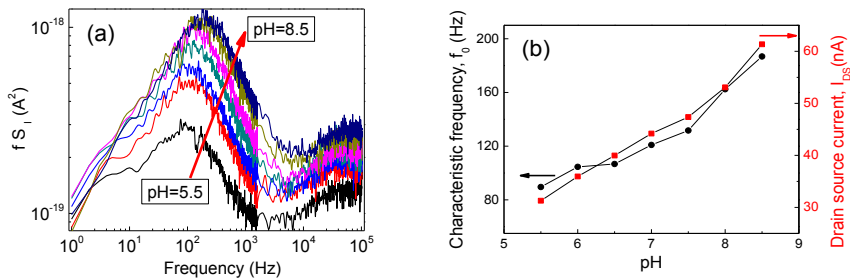 (a)
pH=8.5
pH=5.5
f S_I (A²)
10⁻¹⁸
10⁻¹⁹
10⁰ 10¹ 10² 10³ 10⁴ 10⁵
Frequency (Hz)
(b)
Characteristic frequency, f₀ (Hz)
200
160
120
80
5 6 7 8 9
pH
60
50
40
30
Drain source current, I_DS(nA)